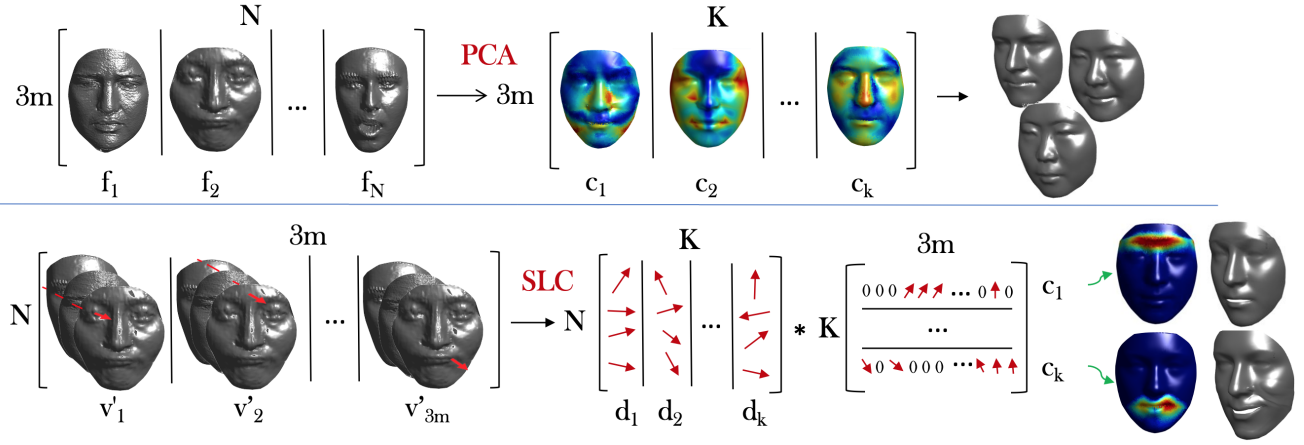 N K
3m ... PCA 3m ...
f1 f2 fN c1 c2 ck
3m K 3m
N ... SLC N ... * K 0 0 0 ... 0 0 c1
...
0 0 0 0 ... ck
v'1 v'2 v'3m d1 d2 dk